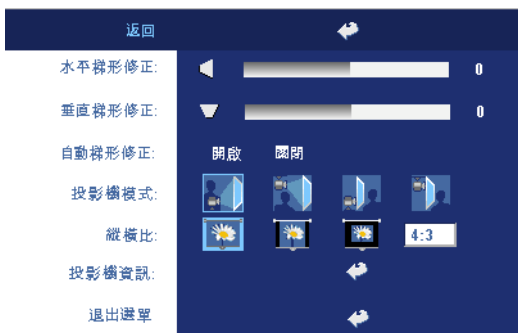 返回
水平梯形修正: 0
垂直梯形修正: 0
自動梯形修正: 開啟 關閉
投影機模式:
縱橫比: 4:3
投影機資訊:
退出選單